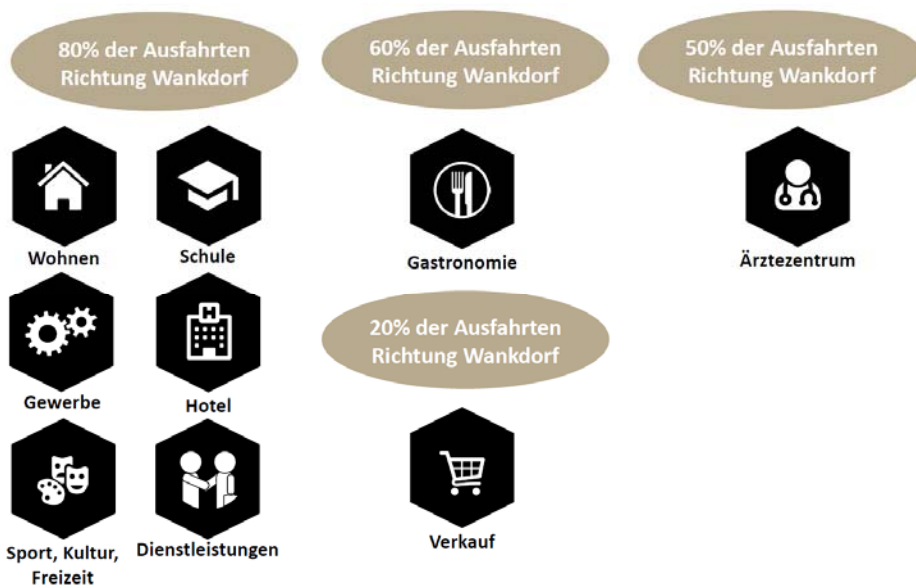 80% der Ausfahrten
Richtung Wankdorf
60% der Ausfahrten
Richtung Wankdorf
50% der Ausfahrten
Richtung Wankdorf
Wohnen
Schule
Gastronomie
Ärztezentrum
H
20% der Ausfahrten
Richtung Wankdorf
Gewerbe
Hotel
Sport, Kultur,
Freizeit
Dienstleistungen
Verkauf